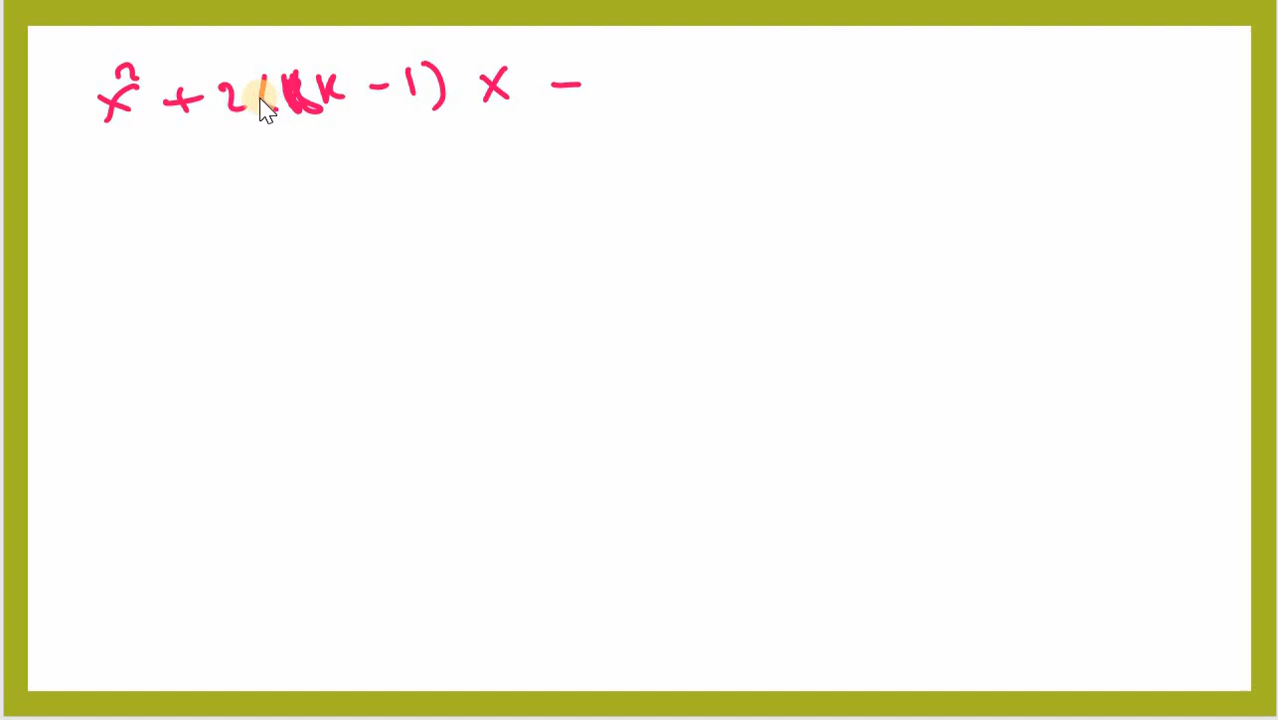 x² + 2(k - 1) x -